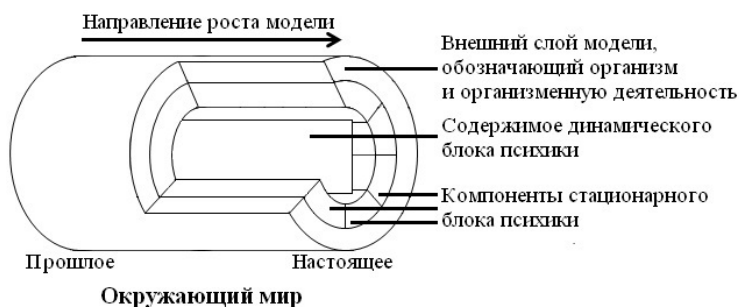 Направление роста модели
Внешний слой модели,
обозначающий организм
и организменную деятельность
Содержимое динамического
блока психики
Компоненты стационарного
блока психики
Прошлое
Настоящее
Окружающий мир